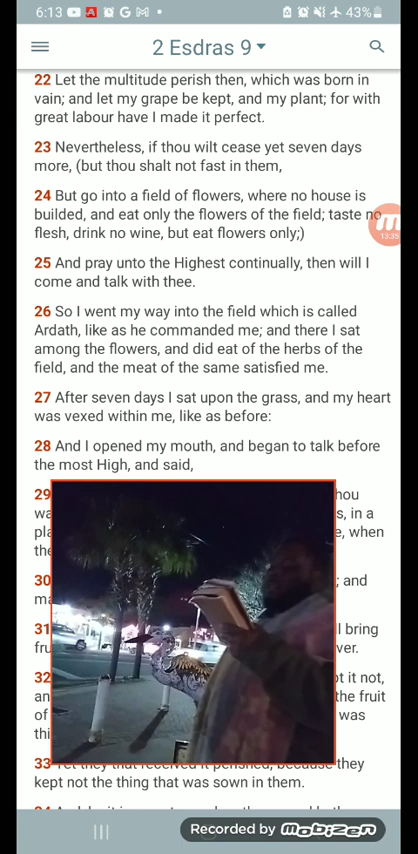 6:13
43%
2 Esdras 9
22 Let the multitude perish then, which was born in
vain; and let my grape be kept, and my plant; for with
great labour have I made it perfect.
23 Nevertheless, if thou wilt cease yet seven days
more, (but thou shalt not fast in them,
24 But go into a field of flowers, where no house is
builded, and eat only the flowers of the field; taste no
flesh, drink no wine, but eat flowers only;)
13:35
25 And pray unto the Highest continually, then will I
come and talk with thee.
26 So I went my way into the field which is called
Ardath, like as he commanded me; and there I sat
among the flowers, and did eat of the herbs of the
field, and the meat of the same satisfied me.
27 After seven days I sat upon the grass, and my heart
was vexed within me, like as before:
28 And I opened my mouth, and began to talk before
the most High, and said,
29
s, in a
when
30 ; and
31 bring
32 it not,
the fruit
of was
33 Yet they that received it perished, because they
kept not the thing that was sown in them.
Recorded by mobizen